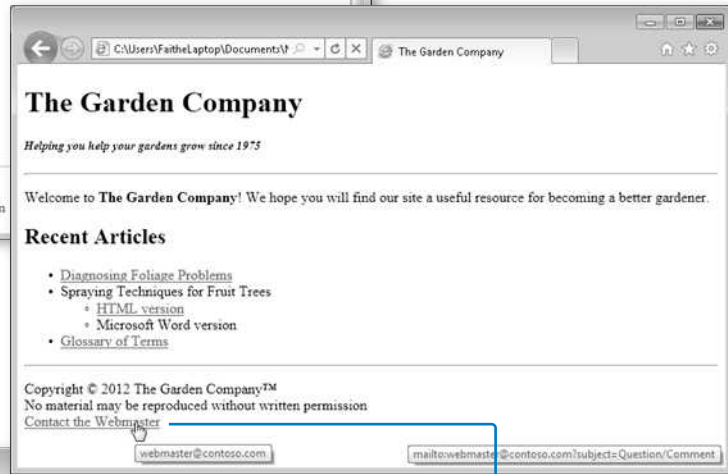 C:\Users\FaitheLaptop\Documents\
The Garden Company
The Garden Company
Helping you help your gardens grow since 1975
Welcome to The Garden Company! We hope you will find our site a useful resource for becoming a better gardener.
Recent Articles
• Diagnosing Foliage Problems
• Spraying Techniques for Fruit Trees
◦ HTML version
◦ Microsoft Word version
• Glossary of Terms
Copyright © 2012 The Garden Company™
No material may be reproduced without written permission
Contact the Webmaster
webmaster@contoso.com
mailto:webmaster@contoso.com?subject=Question/Comment